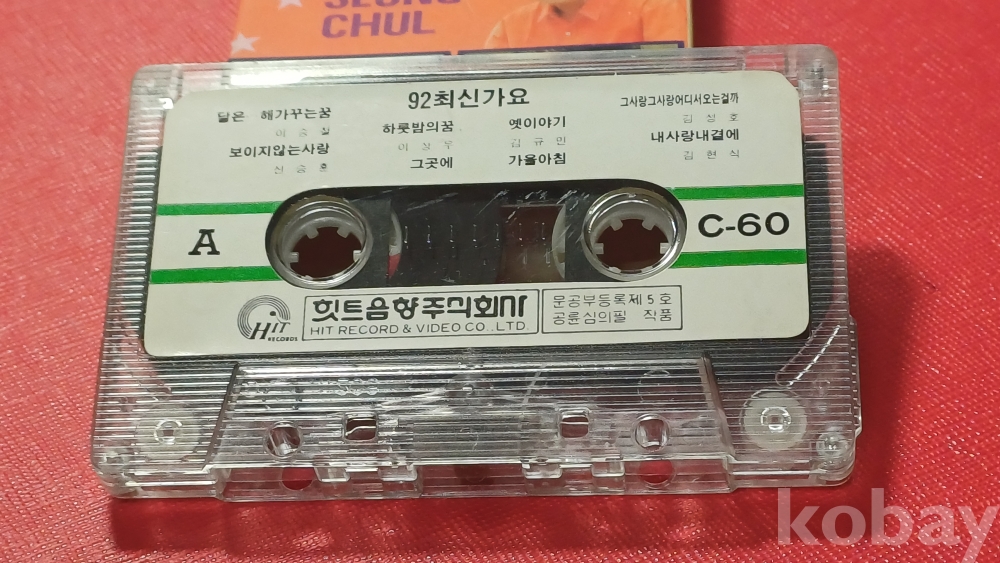 SEUNG
CHUL
92최신가요
달은 해가꾸는꿈
이승철
보이지않는사랑
신승훈
하룻밤의꿈
이상우
그곳에
옛이야기
김규민
가을아침
그사랑그사랑어디서오는걸까
김성호
내사랑내곁에
김현식
A
C-60
HIT
RECORDS
힛트음향주식회사
HIT RECORD & VIDEO CO., LTD.
문공부등록제5호
공륜심의필 작품
kobay